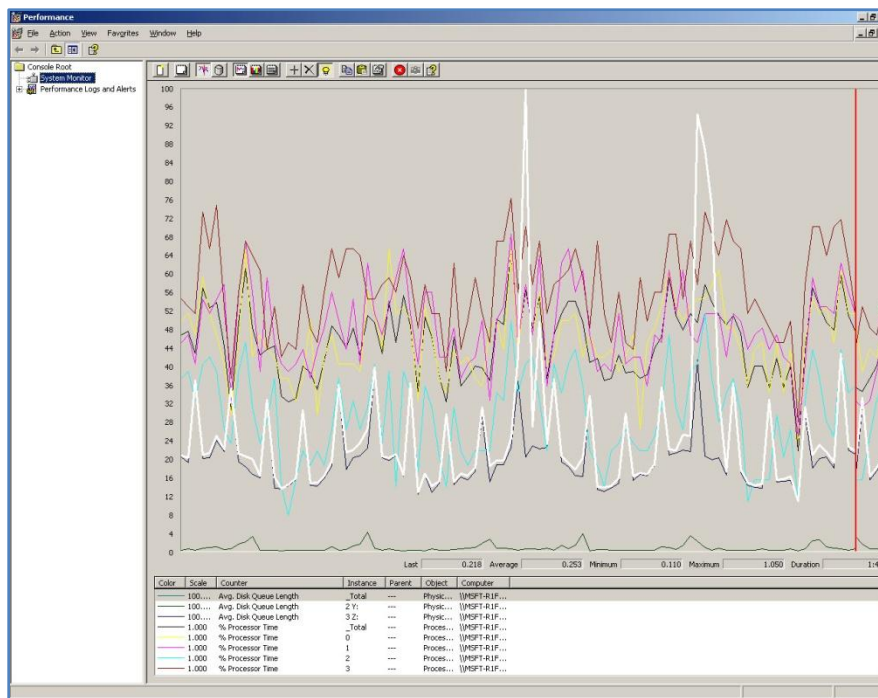 Performance
File Action View Favorites Window Help
Console Root
System Monitor
Performance Logs and Alerts
100
96
92
88
84
80
76
72
68
64
60
56
52
48
44
40
36
32
28
24
20
16
12
8
4
0
Last 0.218 Average 0.253 Minimum 0.110 Maximum 1.050 Duration 1:4
Color Scale Counter Instance Parent Object Computer
100.... Avg. Disk Queue Length _Total --- Physic... \\MSFT-R1F...
100.... Avg. Disk Queue Length 2 Y: --- Physic... \\MSFT-R1F...
100.... Avg. Disk Queue Length 3 Z: --- Physic... \\MSFT-R1F...
1.000 % Processor Time _Total --- Proces... \\MSFT-R1F...
1.000 % Processor Time 0 --- Proces... \\MSFT-R1F...
1.000 % Processor Time 1 --- Proces... \\MSFT-R1F...
1.000 % Processor Time 2 --- Proces... \\MSFT-R1F...
1.000 % Processor Time 3 --- Proces... \\MSFT-R1F...